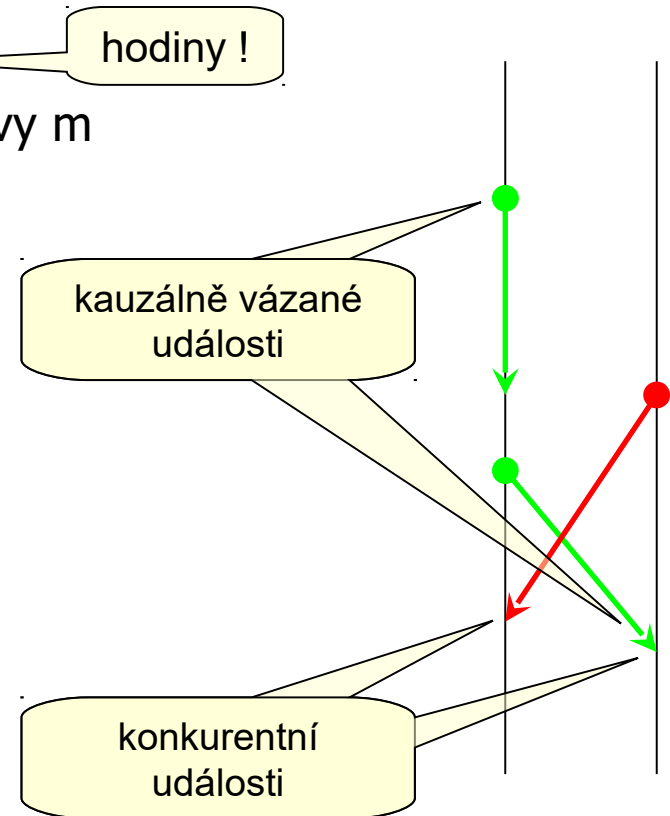 hodiny !
m
kauzálně vázané
události
konkurentní
události